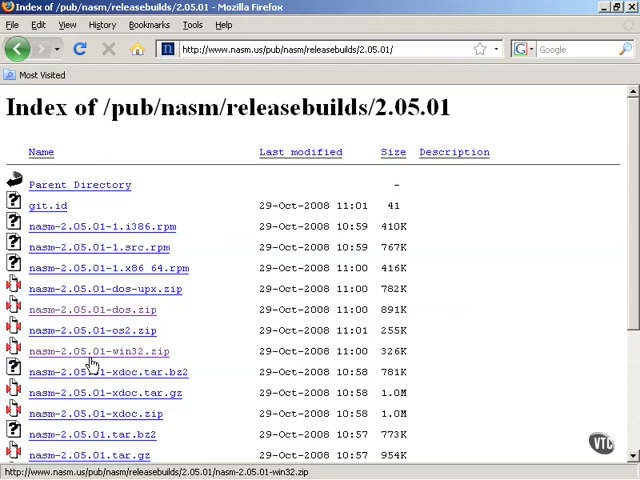 Index of /pub/nasm/releasebuilds/2.05.01 - Mozilla Firefox
File Edit View History Bookmarks Tools Help
http://www.nasm.us/pub/nasm/releasebuilds/2.05.01/ Google
Most Visited
Index of /pub/nasm/releasebuilds/2.05.01
Name Last modified Size Description
Parent Directory -
git.id 29-Oct-2008 11:01 41
nasm-2.05.01-1.i386.rpm 29-Oct-2008 10:59 410K
nasm-2.05.01-1.src.rpm 29-Oct-2008 10:59 767K
nasm-2.05.01-1.x86_64.rpm 29-Oct-2008 11:00 416K
nasm-2.05.01-dos-upx.zip 29-Oct-2008 11:00 782K
nasm-2.05.01-dos.zip 29-Oct-2008 11:00 891K
nasm-2.05.01-os2.zip 29-Oct-2008 11:01 255K
nasm-2.05.01-win32.zip 29-Oct-2008 11:00 326K
nasm-2.05.01-xdoc.tar.bz2 29-Oct-2008 10:58 781K
nasm-2.05.01-xdoc.tar.gz 29-Oct-2008 10:58 1.0M
nasm-2.05.01-xdoc.zip 29-Oct-2008 10:58 1.0M
nasm-2.05.01.tar.bz2 29-Oct-2008 10:57 773K
nasm-2.05.01.tar.gz 29-Oct-2008 10:57 954K
VTC
http://www.nasm.us/pub/nasm/releasebuilds/2.05.01/nasm-2.05.01-win32.zip